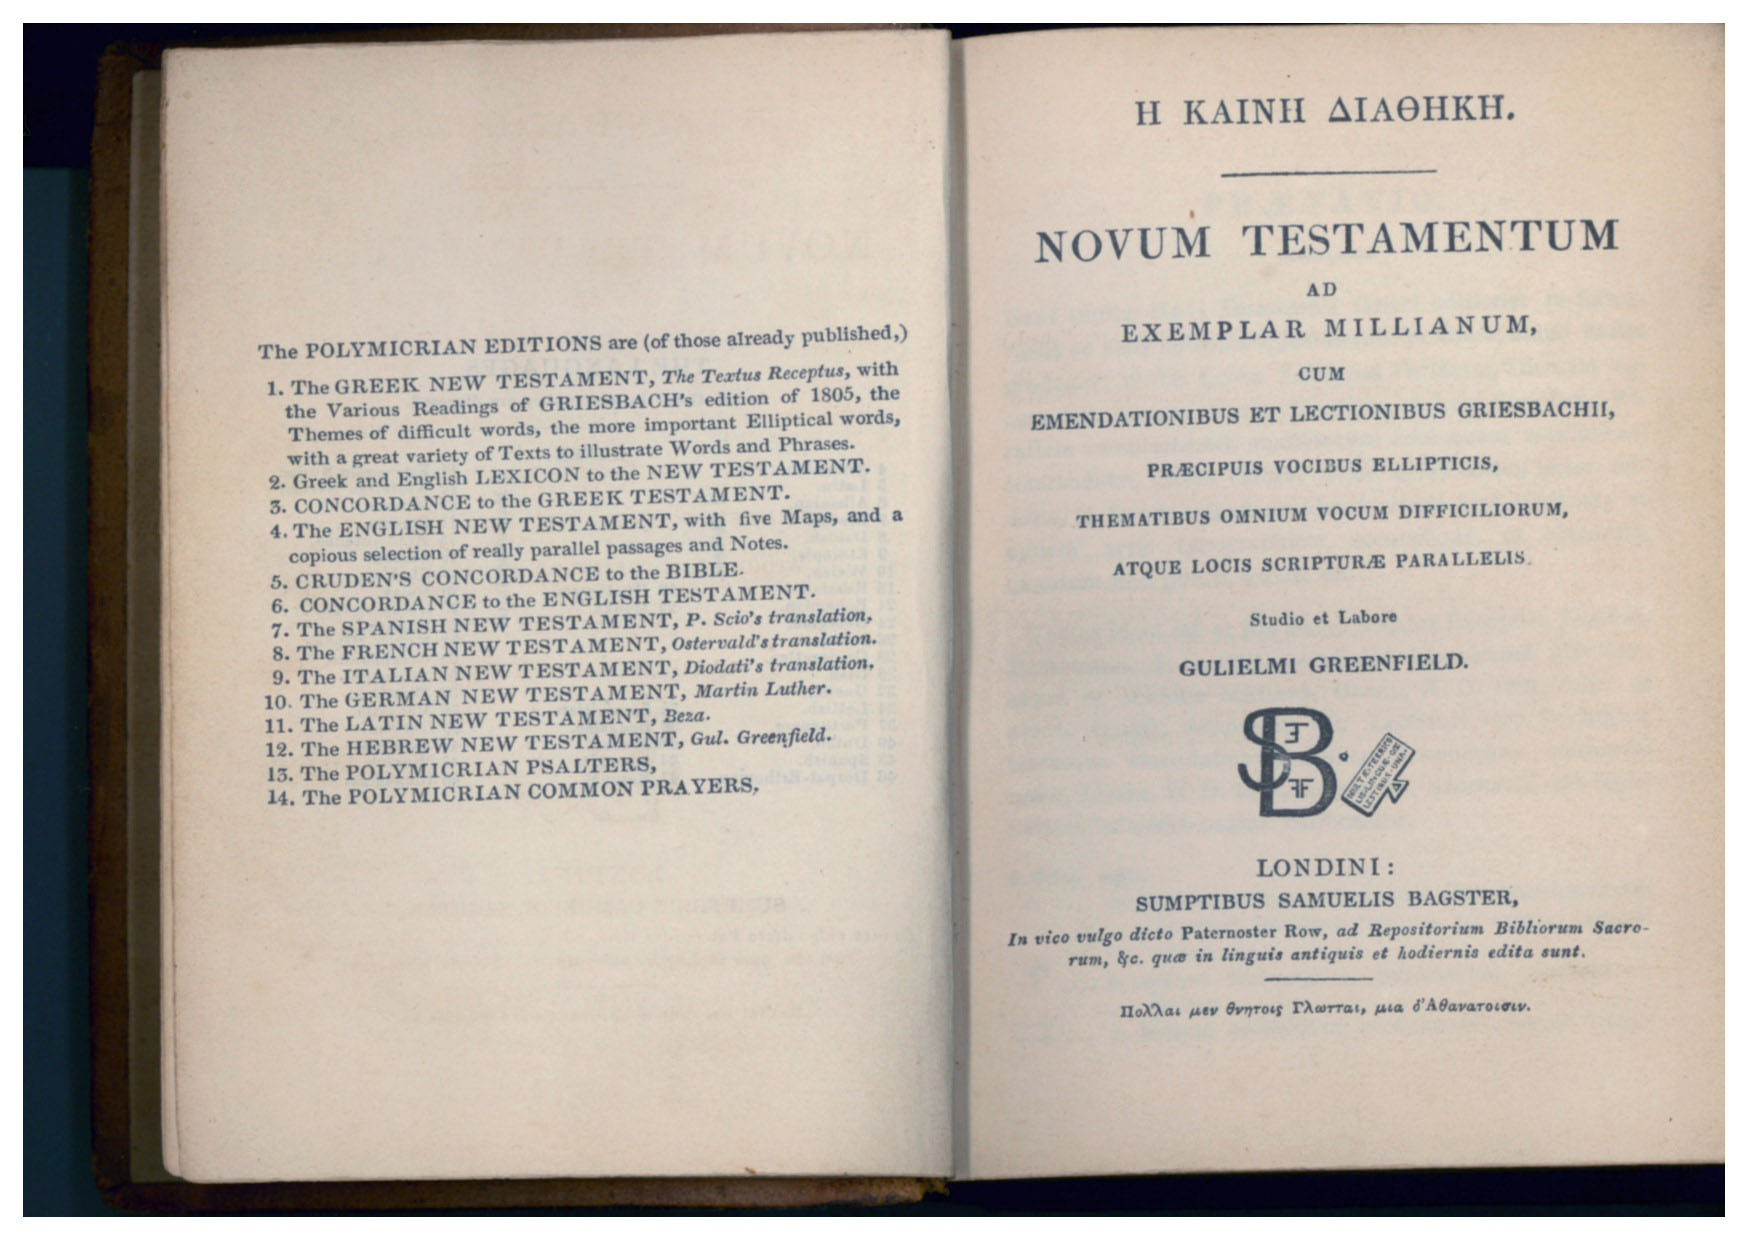 The POLYMICRIAN EDITIONS are (of those already published,)
1. The GREEK NEW TESTAMENT, The Textus Receptus, with
the Various Readings of GRIESBACH's edition of 1805, the
Themes of difficult words, the more important Elliptical words,
with a great variety of Texts to illustrate Words and Phrases.
2. Greek and English LEXICON to the NEW TESTAMENT.
3. CONCORDANCE to the GREEK TESTAMENT.
4. The ENGLISH NEW TESTAMENT, with five Maps, and a
copious selection of really parallel passages and Notes.
5. CRUDEN'S CONCORDANCE to the BIBLE.
6. CONCORDANCE to the ENGLISH TESTAMENT.
7. The SPANISH NEW TESTAMENT, P. Scio's translation,
8. The FRENCH NEW TESTAMENT, Ostervald's translation.
9. The ITALIAN NEW TESTAMENT, Diodati's translation.
10. The GERMAN NEW TESTAMENT, Martin Luther.
11. The LATIN NEW TESTAMENT, Beza.
12. The HEBREW NEW TESTAMENT, Gul. Greenfield.
13. The POLYMICRIAN PSALTERS,
14. The POLYMICRIAN COMMON PRAYERS,
Η ΚΑΙΝΗ ΔΙΑΘΗΚΗ.
NOVUM TESTAMENTUM
AD
EXEMPLAR MILLIANUM,
CUM
EMENDATIONIBUS ET LECTIONIBUS GRIESBACHII,
PRÆCIPUIS VOCIBUS ELLIPTICIS,
THEMATIBUS OMNIUM VOCUM DIFFICILIORUM,
ATQUE LOCIS SCRIPTURÆ PARALLELIS.
Studio et Labore
GULIELMI GREENFIELD.
SB
LONDINI:
SUMPTIBUS SAMUELIS BAGSTER,
In vico vulgo dicto Paternoster Row, ad Repositorium Bibliorum Sacro-
rum, &c. quæ in linguis antiquis et hodiernis edita sunt.
Πολλαι μεν θνητοις Γλωτται, μια δ'Αθανατοισιν.